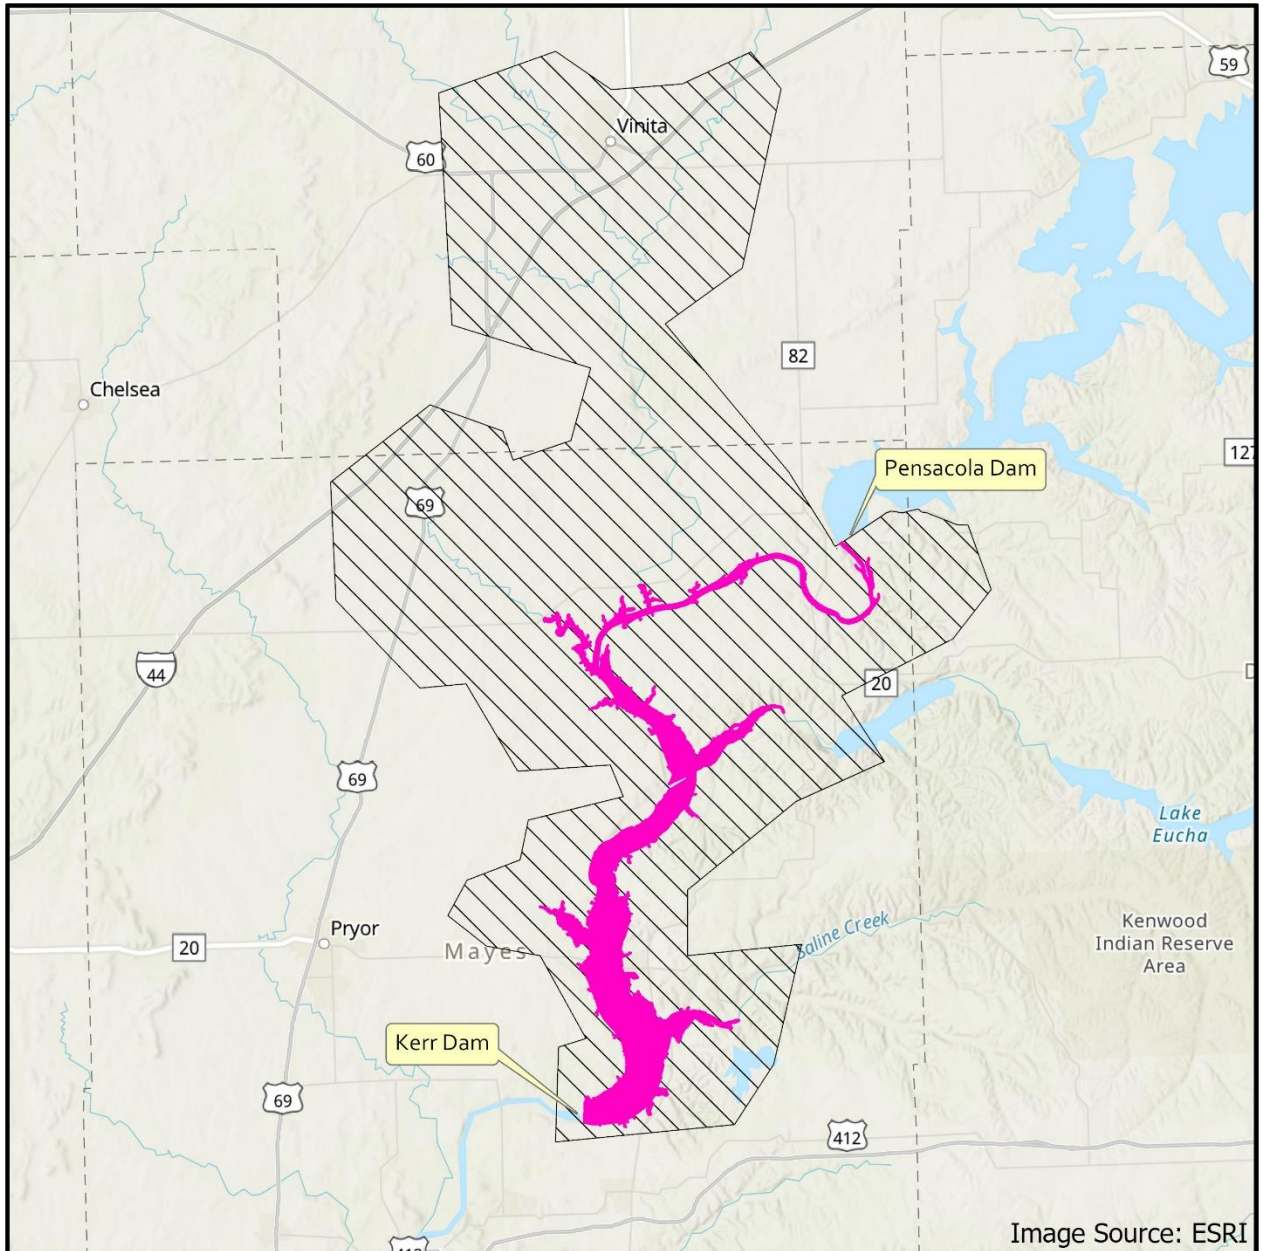 59
Vinita
60
82
Chelsea
127
Pensacola Dam
69
44
20
69
Lake
Eucha
Pryor
20
Mayes
Saline Creek
Kenwood
Indian Reserve
Area
Kerr Dam
69
412
Image Source: ESRI